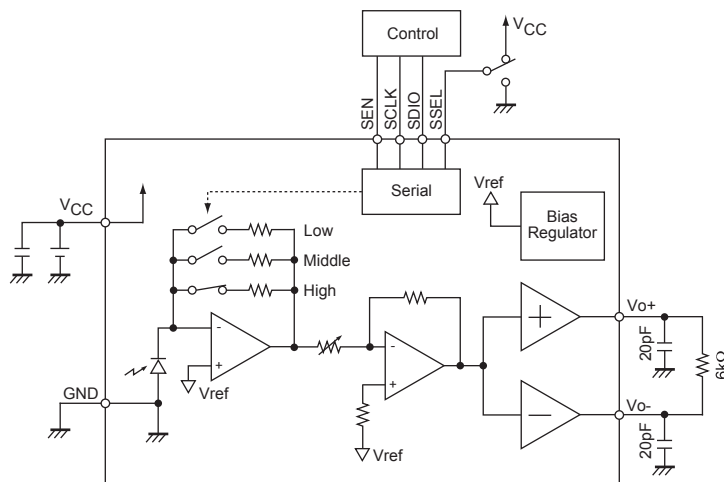 Control
VCC
SEN
SCLK
SDIO
SSEL
Serial
Vref
Bias
Regulator
VCC
Low
Middle
High
-
+
Vref
-
+
Vref
+
−
GND
Vo+
20pF
6kΩ
Vo-
20pF